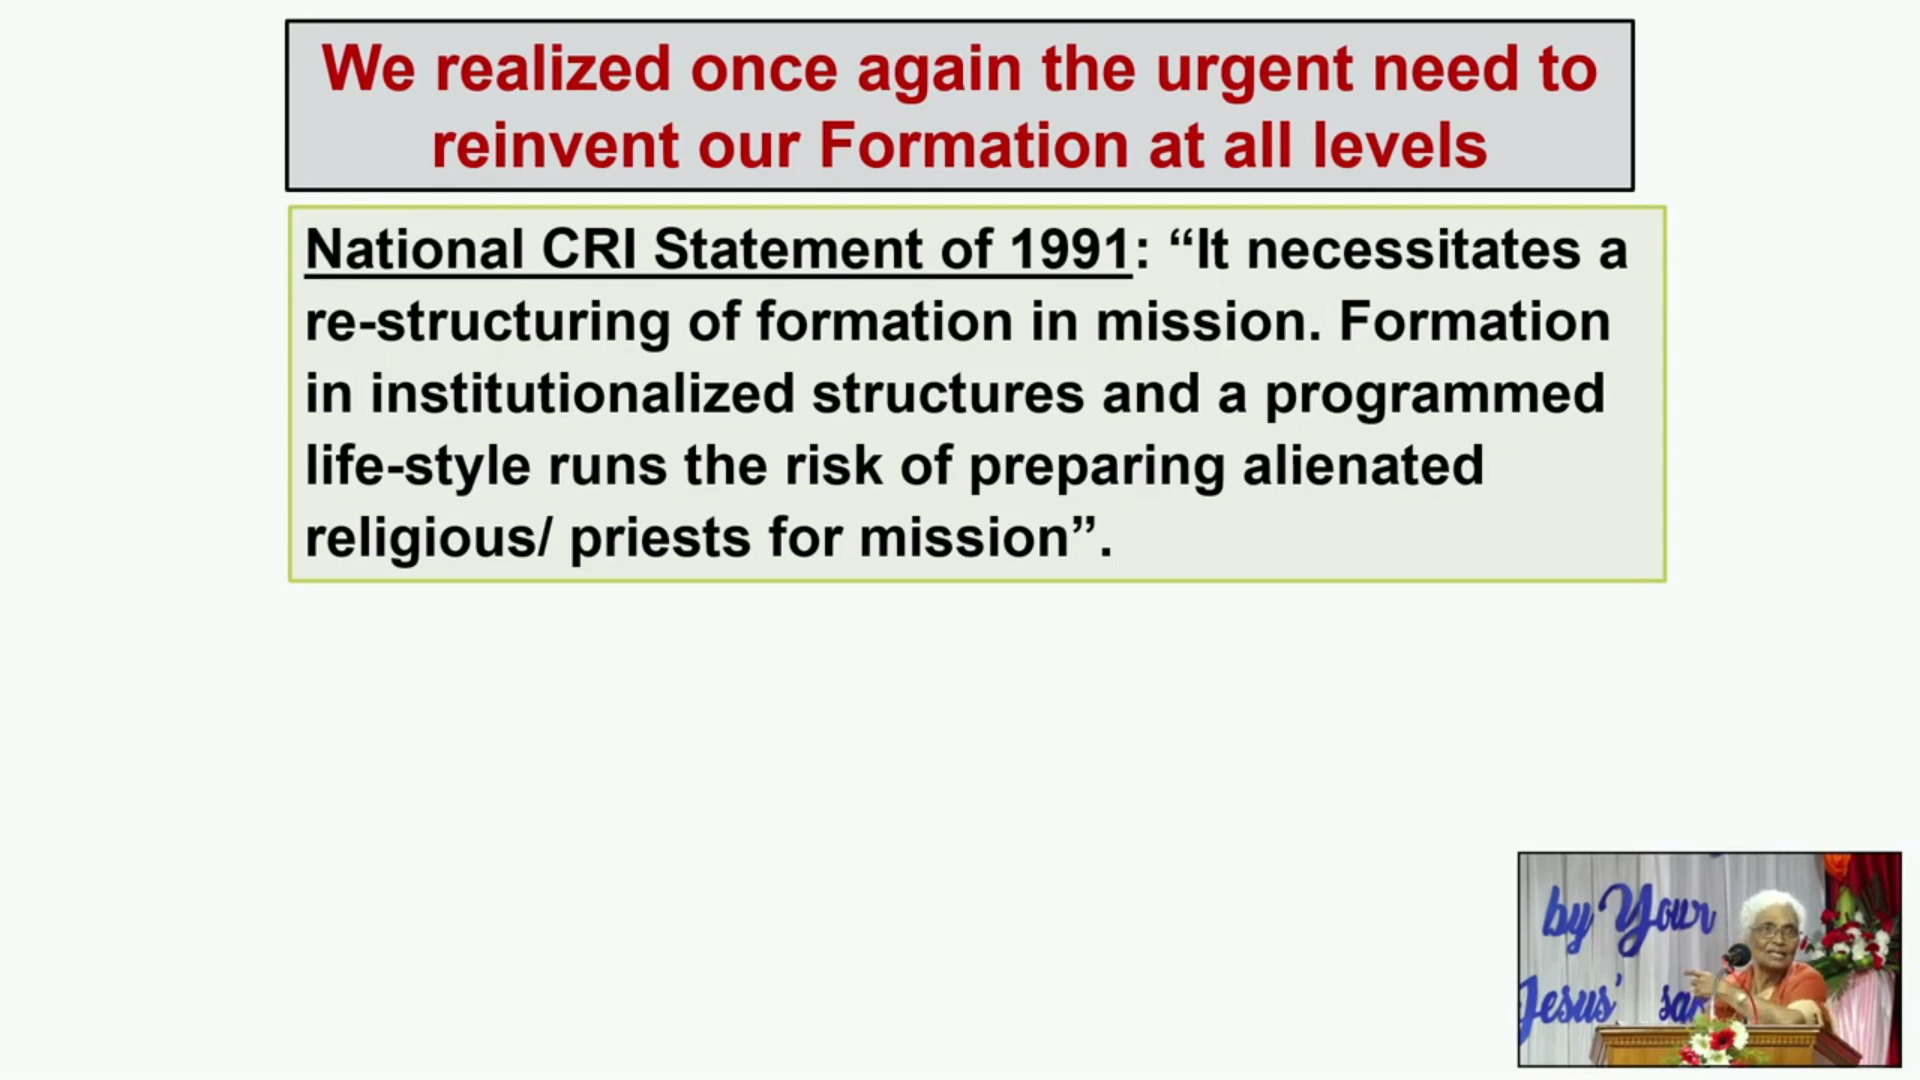 We realized once again the urgent need to
reinvent our Formation at all levels
National CRI Statement of 1991: “It necessitates a
re-structuring of formation in mission. Formation
in institutionalized structures and a programmed
life-style runs the risk of preparing alienated
religious/ priests for mission”.
by Your
Jesus'